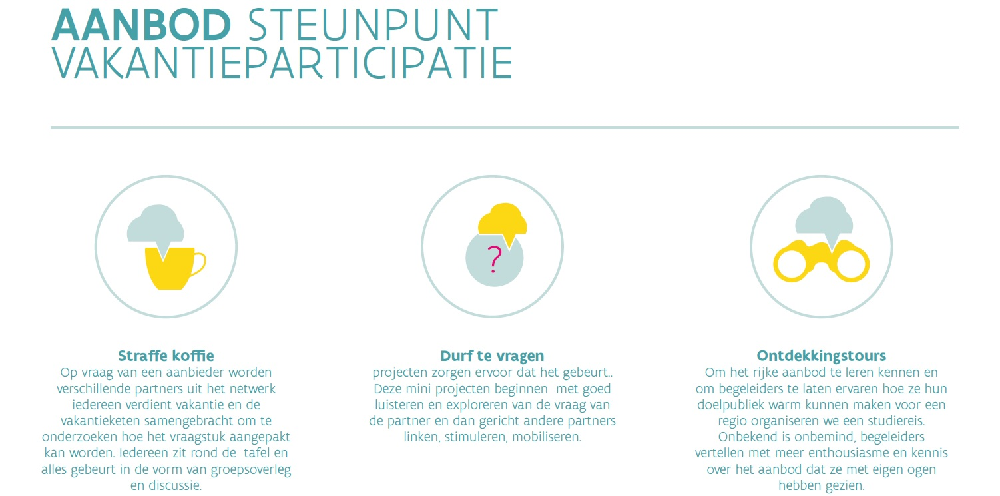 AANBOD STEUNPUNT
VAKANTIEPARTICIPATIE
?
Straffe koffie
Op vraag van een aanbieder worden
verschillende partners uit het netwerk
iedereen verdient vakantie en de
vakantieketen samengebracht om te
onderzoeken hoe het vraagstuk aangepakt
kan worden. Iedereen zit rond de  tafel en
alles gebeurt in de vorm van groepsoverleg
en discussie.
Durf te vragen
projecten zorgen ervoor dat het gebeurt..
Deze mini projecten beginnen  met goed
luisteren en exploreren van de vraag van
de partner en dan gericht andere partners
linken, stimuleren, mobiliseren.
Ontdekkingstours
Om het rijke aanbod te leren kennen en
om begeleiders te laten ervaren hoe ze hun
doelpubliek warm kunnen maken voor een
regio organiseren we een studiereis.
Onbekend is onbemind, begeleiders
vertellen met meer enthousiasme en kennis
over het aanbod dat ze met eigen ogen
hebben gezien.